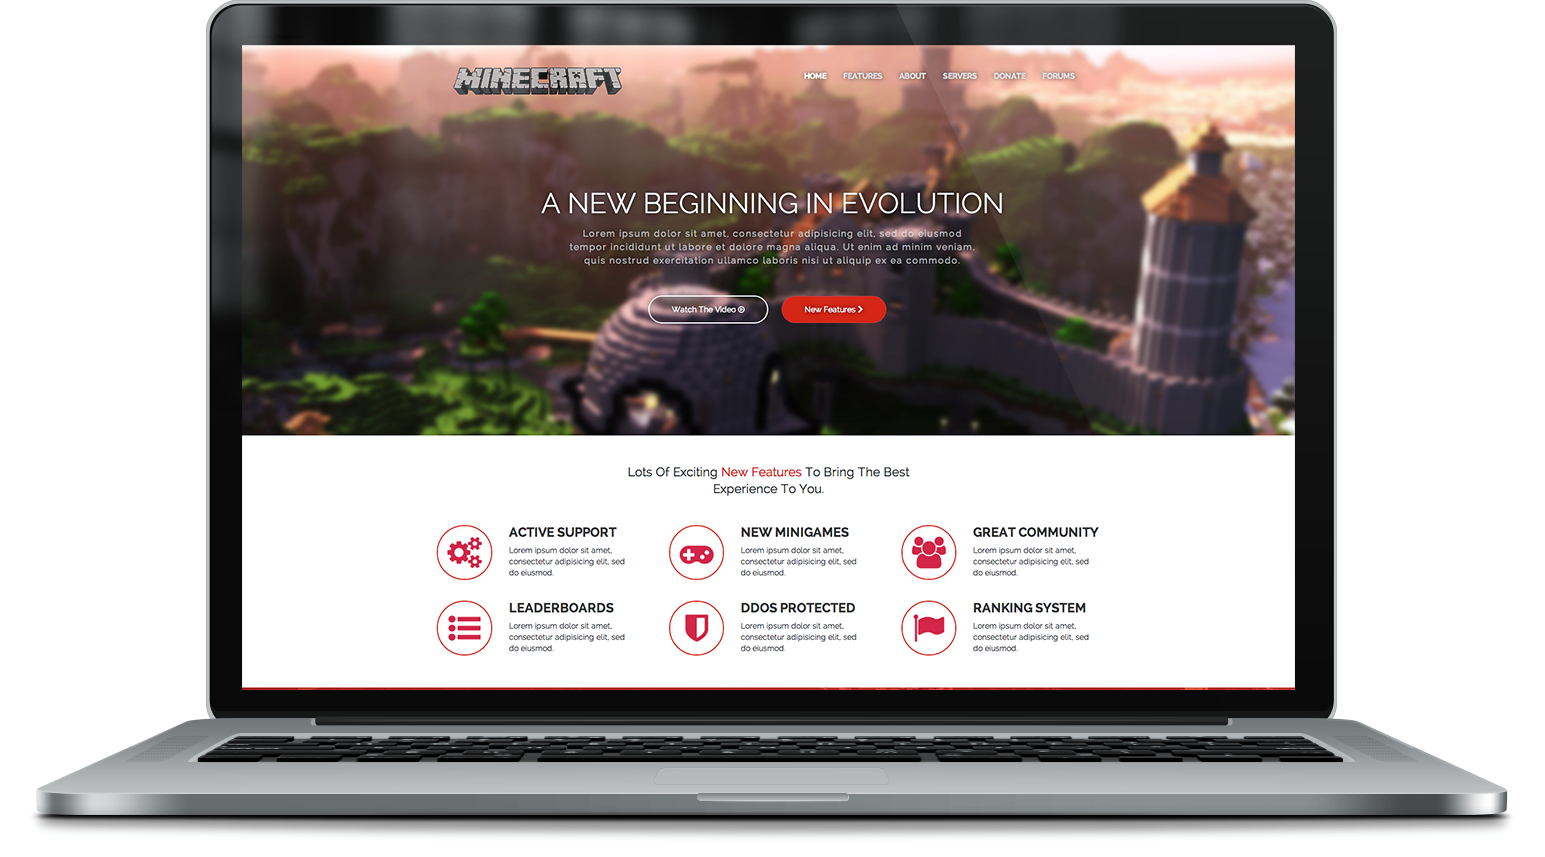 MINECRAFT
HOME FEATURES ABOUT SERVERS DONATE FORUMS
A NEW BEGINNING IN EVOLUTION
Lorem ipsum dolor sit amet, consectetur adipisicing elit, sed do eiusmod
tempor incididunt ut labore et dolore magna aliqua. Ut enim ad minim veniam,
quis nostrud exercitation ullamco laboris nisi ut aliquip ex ea commodo.
Watch The Video
New Features
Lots Of Exciting New Features To Bring The Best
Experience To You.
ACTIVE SUPPORT
Lorem ipsum dolor sit amet,
consectetur adipisicing elit, sed
do eiusmod.
NEW MINIGAMES
Lorem ipsum dolor sit amet,
consectetur adipisicing elit, sed
do eiusmod.
GREAT COMMUNITY
Lorem ipsum dolor sit amet,
consectetur adipisicing elit, sed
do eiusmod.
LEADERBOARDS
Lorem ipsum dolor sit amet,
consectetur adipisicing elit, sed
do eiusmod.
DDOS PROTECTED
Lorem ipsum dolor sit amet,
consectetur adipisicing elit, sed
do eiusmod.
RANKING SYSTEM
Lorem ipsum dolor sit amet,
consectetur adipisicing elit, sed
do eiusmod.